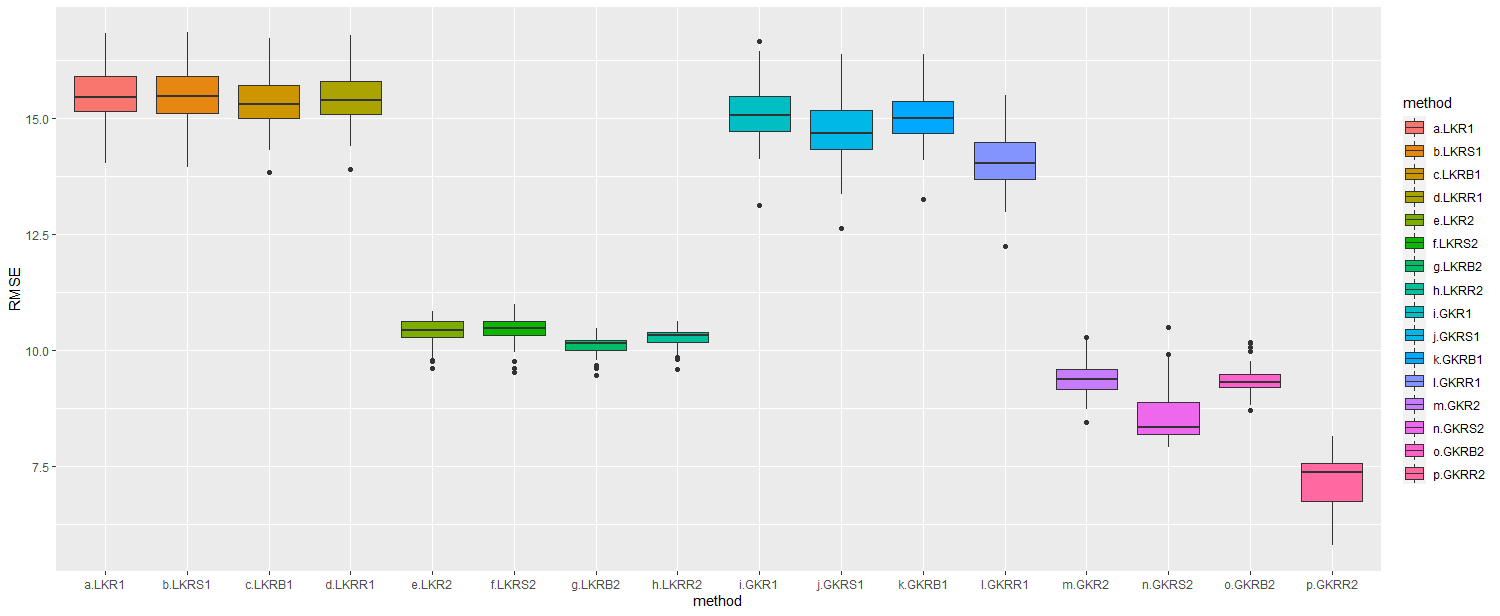 RMSE
15.0
12.5
10.0
7.5
a.LKR1 b.LKRS1 c.LKRB1 d.LKRR1 e.LKR2 f.LKRS2 g.LKRB2 h.LKRR2 i.GKR1 j.GKRS1 k.GKRB1 l.GKRR1 m.GKR2 n.GKRS2 o.GKRB2 p.GKRR2
method
method
a.LKR1
b.LKRS1
c.LKRB1
d.LKRR1
e.LKR2
f.LKRS2
g.LKRB2
h.LKRR2
i.GKR1
j.GKRS1
k.GKRB1
l.GKRR1
m.GKR2
n.GKRS2
o.GKRB2
p.GKRR2